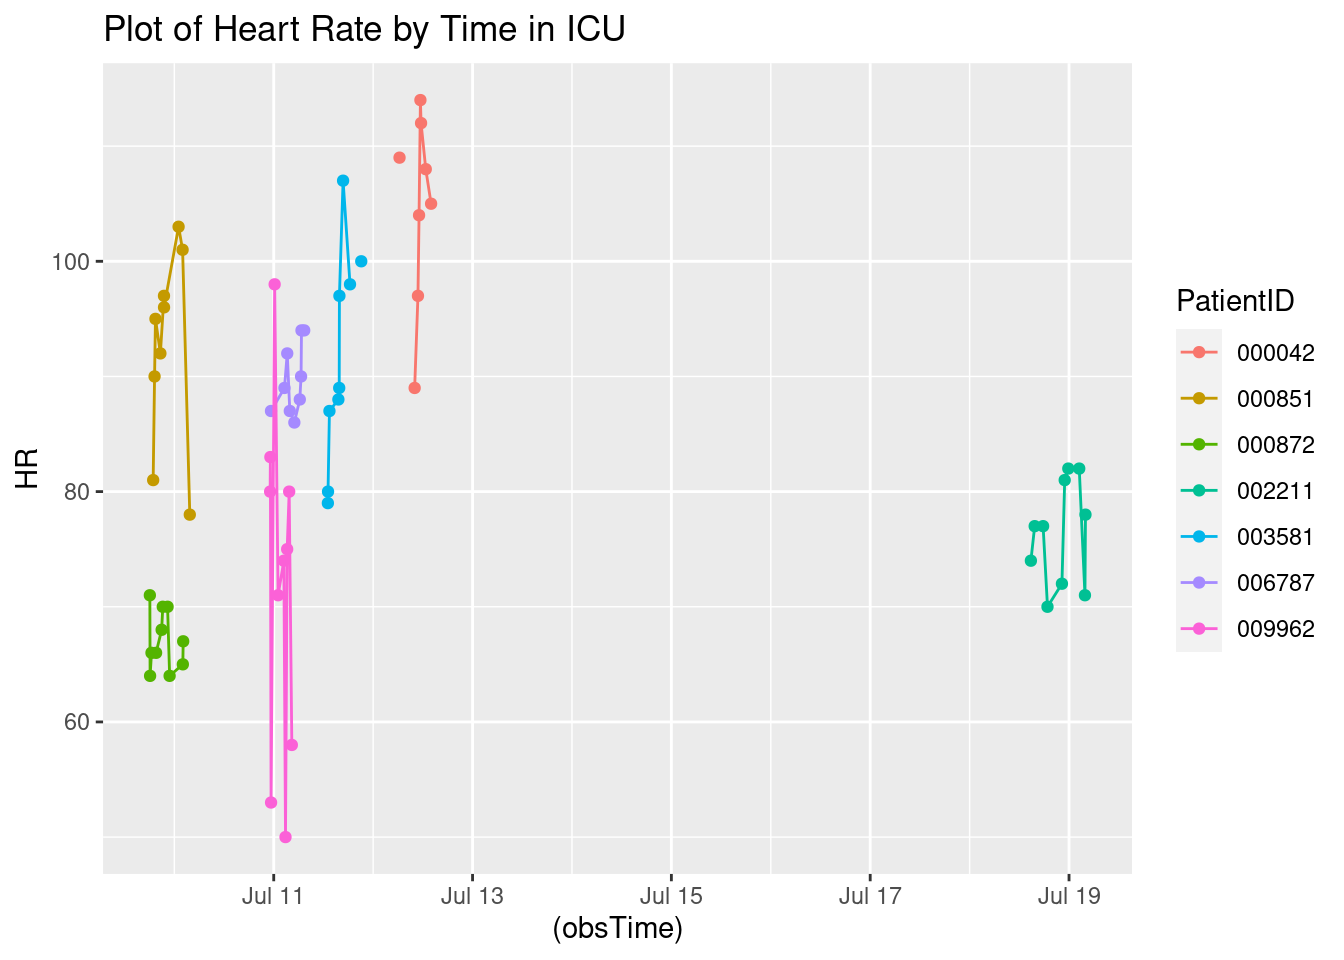 Plot of Heart Rate by Time in ICU
HR
100
80
60
Jul 11
Jul 13
Jul 15
Jul 17
Jul 19
(obsTime)
PatientID
000042
000851
000872
002211
003581
006787
009962